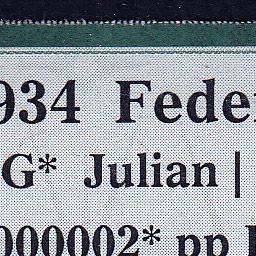 934 Feder
G* Julian |
000002* pp